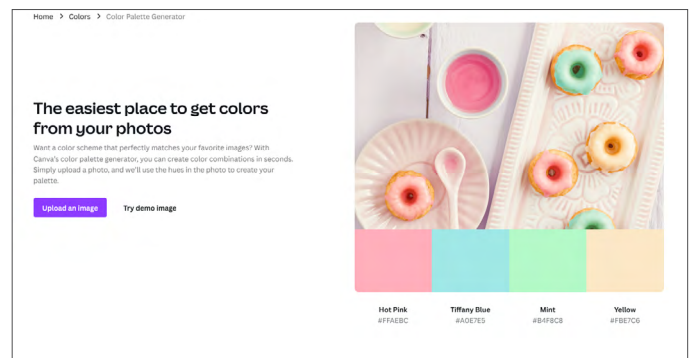 Home > Colors > Color Palette Generator
The easiest place to get colors
from your photos
Want a color scheme that perfectly matches your favorite images? With
Canva's color palette generator, you can create color combinations in seconds.
Simply upload a photo, and we'll use the hues in the photo to create your
palette.
Upload an image Try demo image
Hot Pink Tiffany Blue Mint Yellow
#FFAEBC #A0E7E5 #B4F8C8 #FBE7C6